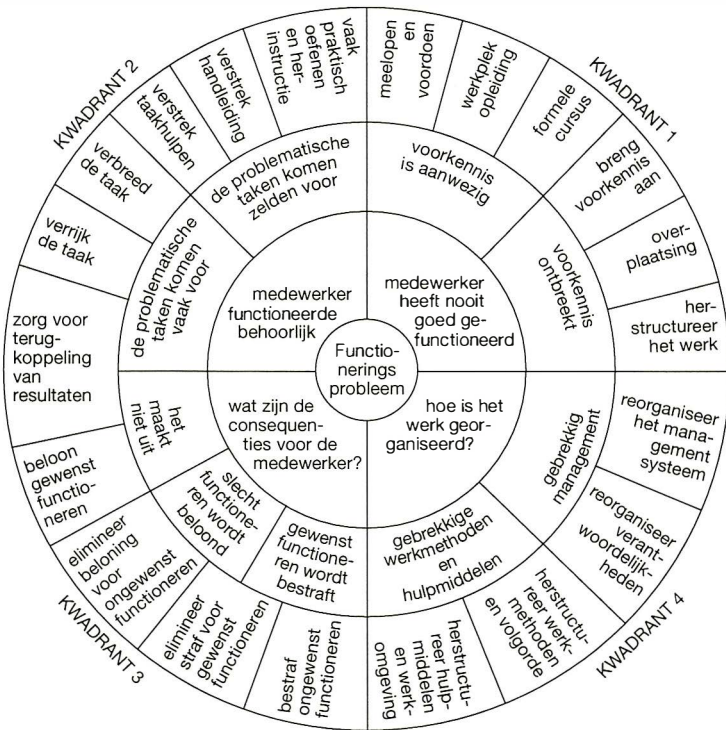 KWADRANT 2
KWADRANT 1
KWADRANT 3
KWADRANT 4
Functio-
nerings
probleem
medewerker
heeft nooit
goed ge-
functioneerd
voorkennis
is aanwezig
meelopen
en
voordoen
werkplek
opleiding
formele
cursus
voorkennis
ontbreekt
breng
voorkennis
aan
over-
plaatsing
her-
structureer
het werk
medewerker
functioneerde
behoorlijk
de problematische
taken komen
zelden voor
vaak
praktisch
oefenen
en her-
instructie
verstrek
handleiding
verstrek
taakhulpen
de problematische
taken komen
vaak voor
verbreed
de taak
verrijk
de taak
zorg voor
terug-
koppeling
van
resultaten
wat zijn de
consequen-
ties voor de
medewerker?
het
maakt
niet uit
beloon
gewenst
functio-
neren
slecht
functione-
ren wordt
beloond
elimineer
beloning
voor
ongewenst
functioneren
gewenst
functione-
ren wordt
bestraft
elimineer
straf voor
gewenst
functioneren
bestraf
ongewenst
functioneren
hoe is het
werk geor-
ganiseerd?
gebrekkig
management
reorganiseer
het mana-
gement
systeem
reorganiseer
verant-
woordelijk-
heden
gebrekkige
werkmethoden
en
hulpmiddelen
herstructu-
reer werk-
methoden
en volgorde
herstructu-
reer hulp-
middelen
en werk-
omgeving